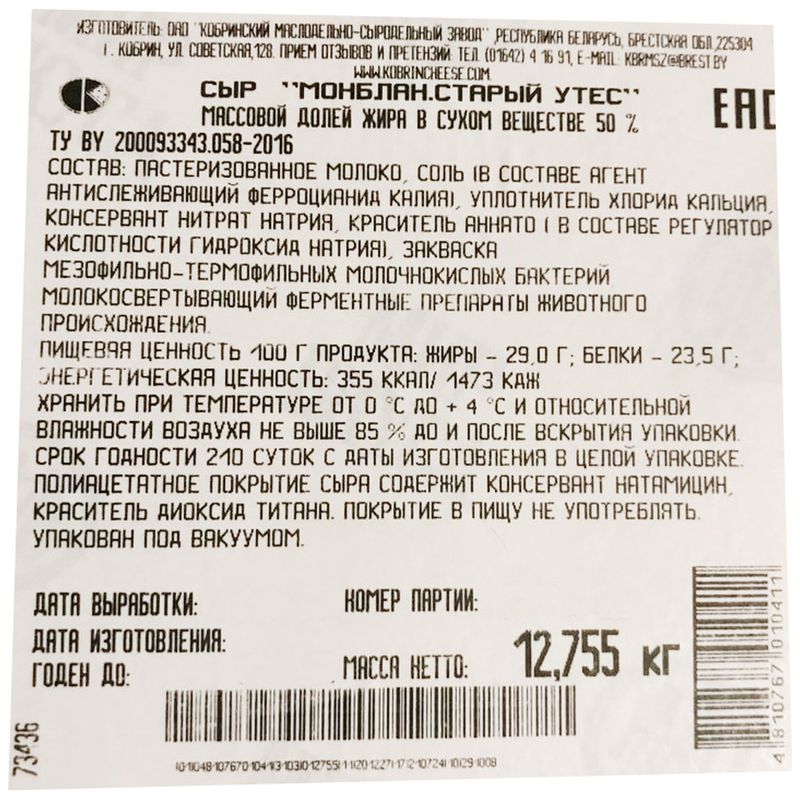 ИЗГОТОВИТЕЛЬ: ОАО "КОБРИНСКИЙ МАСЛОДЕЛЬНО-СЫРОДЕЛЬНЫЙ ЗАВОД" ,РЕСПУБЛИКА БЕЛАРУСЬ, БРЕСТСКАЯ ОБЛ.,225304
Г. КОБРИН, УЛ. СОВЕТСКАЯ,128. ПРИЕМ ОТЗЫВОВ И ПРЕТЕНЗИЙ: ТЕЛ. (01642) 4 16 91, E-MAIL: KBRMSZ@BREST.BY
WWW.KOBRINCHEESE.COM
СЫР "МОНБЛАН.СТАРЫЙ УТЕС"
МАССОВОЙ ДОЛЕЙ ЖИРА В СУХОМ ВЕЩЕСТВЕ 50 %
EAC
ТУ BY 200093343.058-2016
СОСТАВ: ПАСТЕРИЗОВАННОЕ МОЛОКО, СОЛЬ (В СОСТАВЕ АГЕНТ
АНТИСЛЕЖИВАЮЩИЙ ФЕРРОЦИАНИД КАЛИЯ), УПЛОТНИТЕЛЬ ХЛОРИД КАЛЬЦИЯ,
КОНСЕРВАНТ НИТРАТ НАТРИЯ, КРАСИТЕЛЬ АННАТО ( В СОСТАВЕ РЕГУЛЯТОР
КИСЛОТНОСТИ ГИДРОКСИД НАТРИЯ), ЗАКВАСКА
МЕЗОФИЛЬНО-ТЕРМОФИЛЬНЫХ МОЛОЧНОКИСЛЫХ БАКТЕРИЙ
МОЛОКОСВЕРТЫВАЮЩИЙ ФЕРМЕНТНЫЕ ПРЕПАРАТЫ ЖИВОТНОГО
ПРОИСХОЖДЕНИЯ.
ПИЩЕВАЯ ЦЕННОСТЬ 100 Г ПРОДУКТА: ЖИРЫ - 29,0 Г; БЕЛКИ - 23,5 Г;
ЭНЕРГЕТИЧЕСКАЯ ЦЕННОСТЬ: 355 ККАЛ/ 1473 КДЖ
ХРАНИТЬ ПРИ ТЕМПЕРАТУРЕ ОТ 0 °С ДО + 4 °С И ОТНОСИТЕЛЬНОЙ
ВЛАЖНОСТИ ВОЗДУХА НЕ ВЫШЕ 85 % ДО И ПОСЛЕ ВСКРЫТИЯ УПАКОВКИ.
СРОК ГОДНОСТИ 210 СУТОК С ДАТЫ ИЗГОТОВЛЕНИЯ В ЦЕЛОЙ УПАКОВКЕ.
ПОЛИАЦЕТАТНОЕ ПОКРЫТИЕ СЫРА СОДЕРЖИТ КОНСЕРВАНТ НАТАМИЦИН,
КРАСИТЕЛЬ ДИОКСИД ТИТАНА. ПОКРЫТИЕ В ПИЩУ НЕ УПОТРЕБЛЯТЬ.
УПАКОВАН ПОД ВАКУУМОМ.
ДАТА ВЫРАБОТКИ: НОМЕР ПАРТИИ:
ДАТА ИЗГОТОВЛЕНИЯ:
ГОДЕН ДО: МАССА НЕТТО: 12,755 кг
4 810767 010411
73436